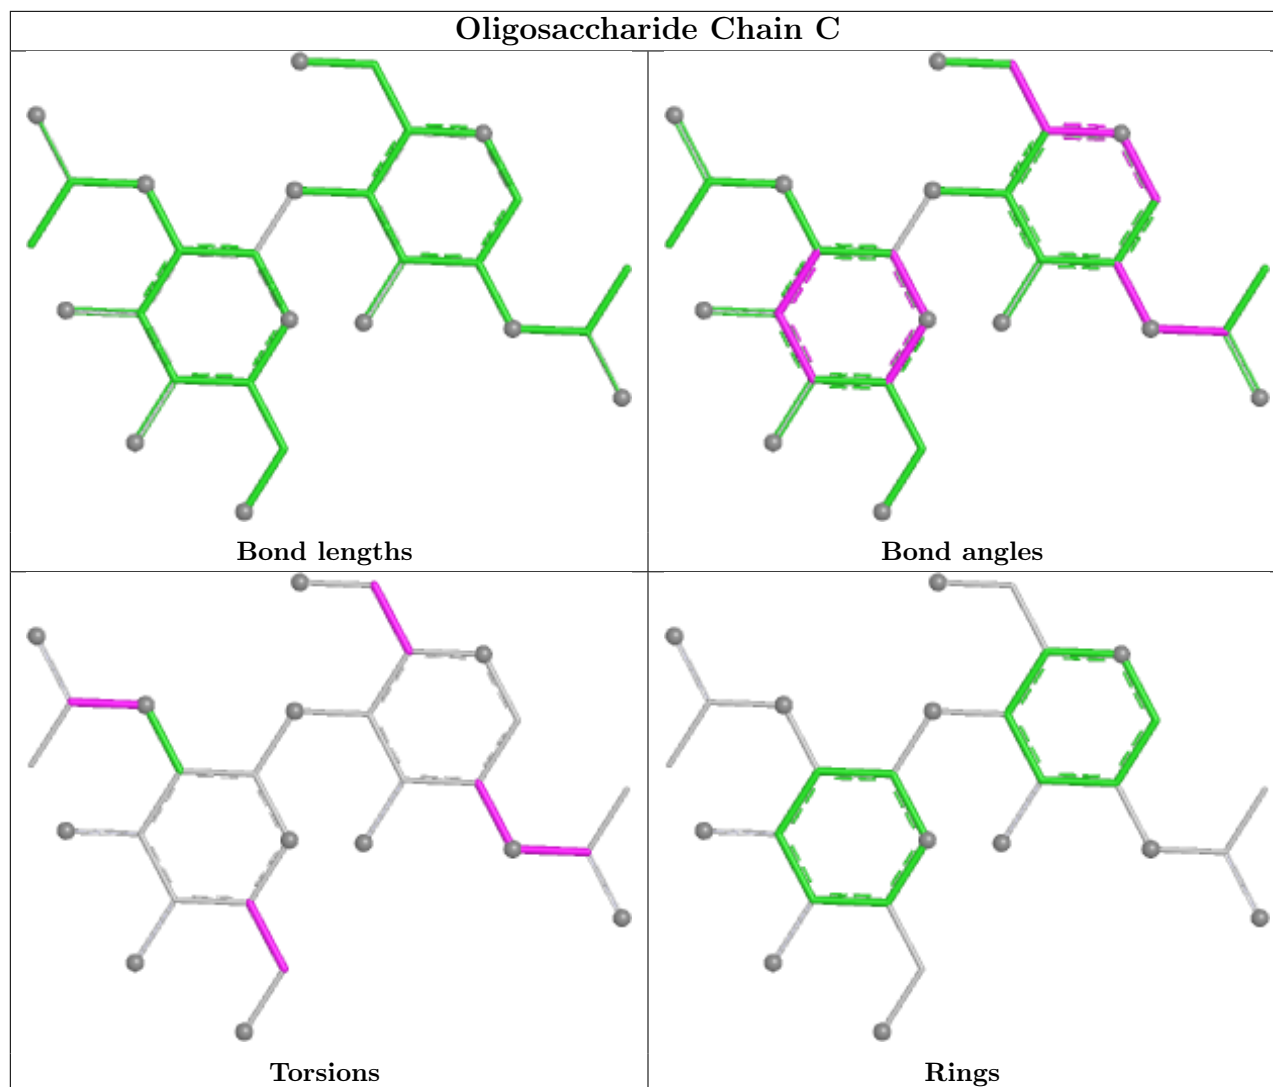 Oligosaccharide Chain C
Bond lengths
Bond angles
Torsions
Rings